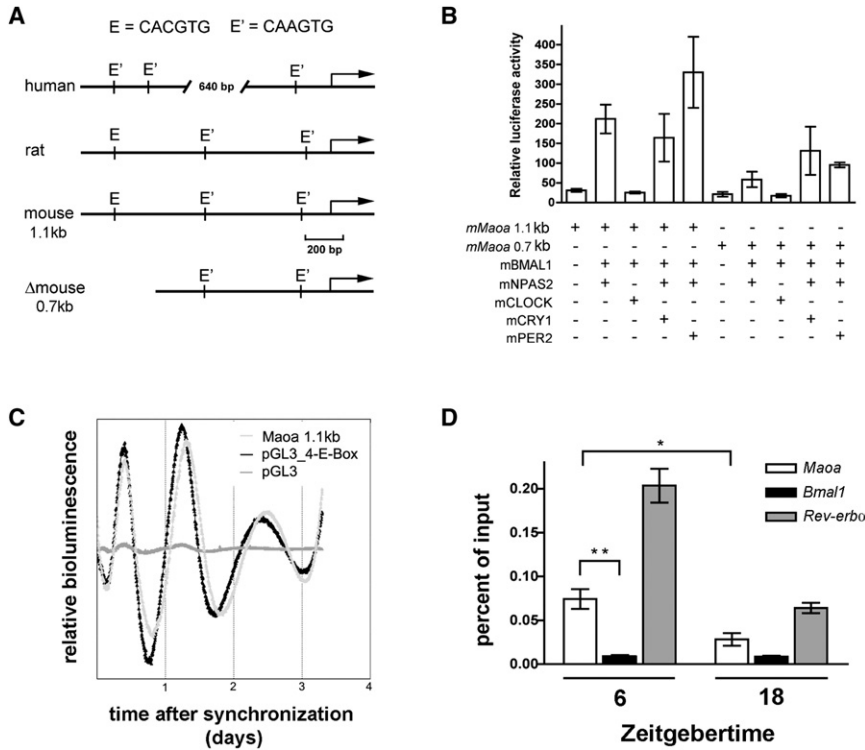 A
E = CACGTG E' = CAAGTG
human E' E' 640 bp E'
rat E E' E'
mouse E E' E'
1.1kb
200 bp
Δmouse E' E'
0.7kb
B
Relative luciferase activity
400
350
300
250
200
150
100
50
0
mMaoa 1.1 kb + + + + + - - - - -
mMaoa 0.7 kb - - - - - + + + + +
mBMAL1 - + + + + - + + + +
mNPAS2 - + - + + - + - + +
mCLOCK - - + - - - - + - -
mCRY1 - - - + - - - - + -
mPER2 - - - - + - - - - +
C
relative bioluminescence
Maoa 1.1kb
pGL3_4-E-Box
pGL3
1 2 3 4
time after synchronization
(days)
D
percent of input
0.20
0.15
0.10
0.05
0.00
*
**
Maoa
Bmal1
Rev-erbα
6 18
Zeitgebertime